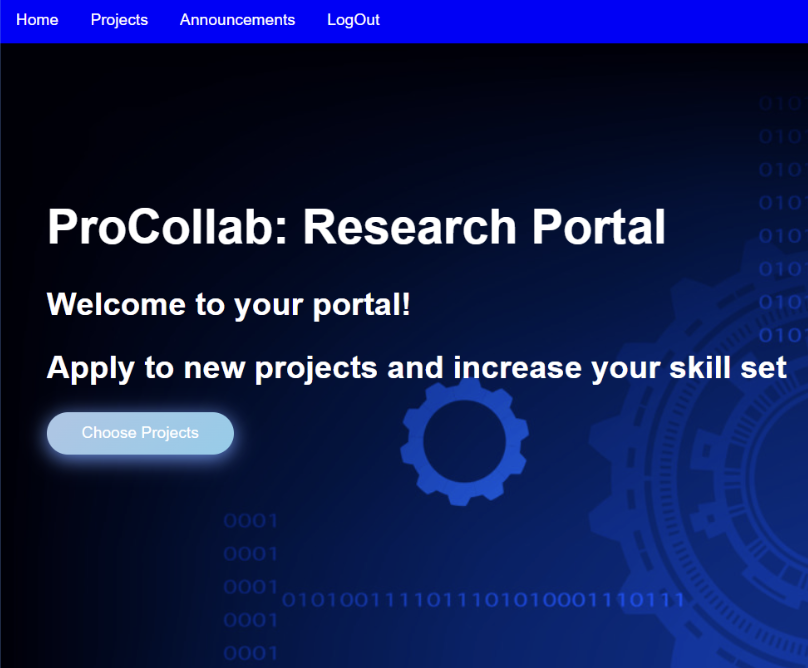 Home Projects Announcements LogOut
010
010
010
010
010
010
010
010
ProCollab: Research Portal
Welcome to your portal!
Apply to new projects and increase your skill set
Choose Projects
0001
0001
0001
0101001111011101010001110111
0001
0001